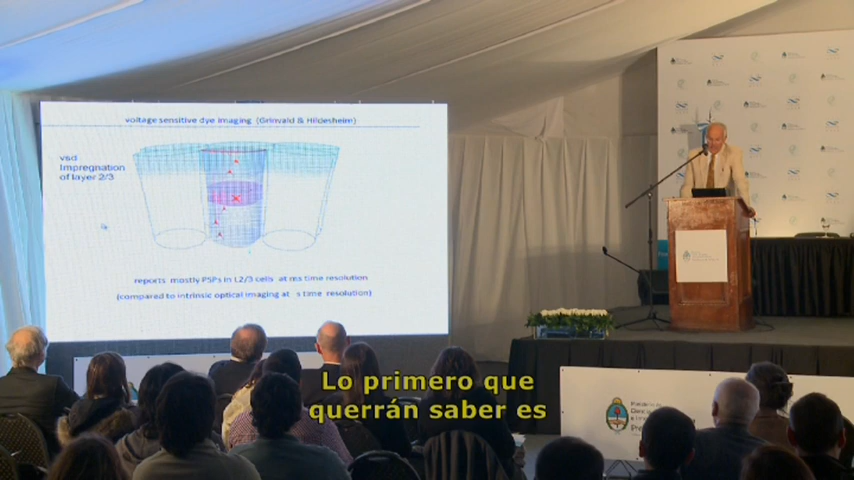 voltage sensitive dye imaging (Grinvald & Hildesheim)
vsd
Impregnation
of layer 2/3
reports mostly PSPs in L2/3 cells at ms time resolution
(compared to intrinsic optical imaging at s time resolution)
Lo primero que
querrán saber es